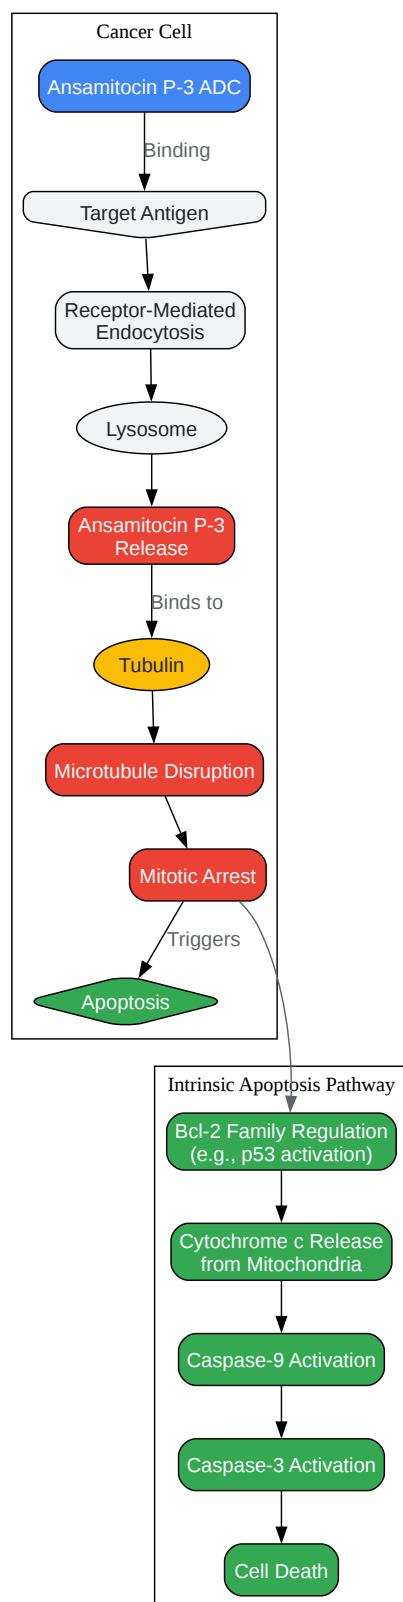 Cancer Cell
Ansamitocin P-3 ADC
Binding
Target Antigen
Receptor-Mediated
Endocytosis
Lysosome
Ansamitocin P-3
Release
Binds to
Tubulin
Microtubule Disruption
Mitotic Arrest
Triggers
Apoptosis
Intrinsic Apoptosis Pathway
Bcl-2 Family Regulation
(e.g., p53 activation)
Cytochrome c Release
from Mitochondria
Caspase-9 Activation
Caspase-3 Activation
Cell Death